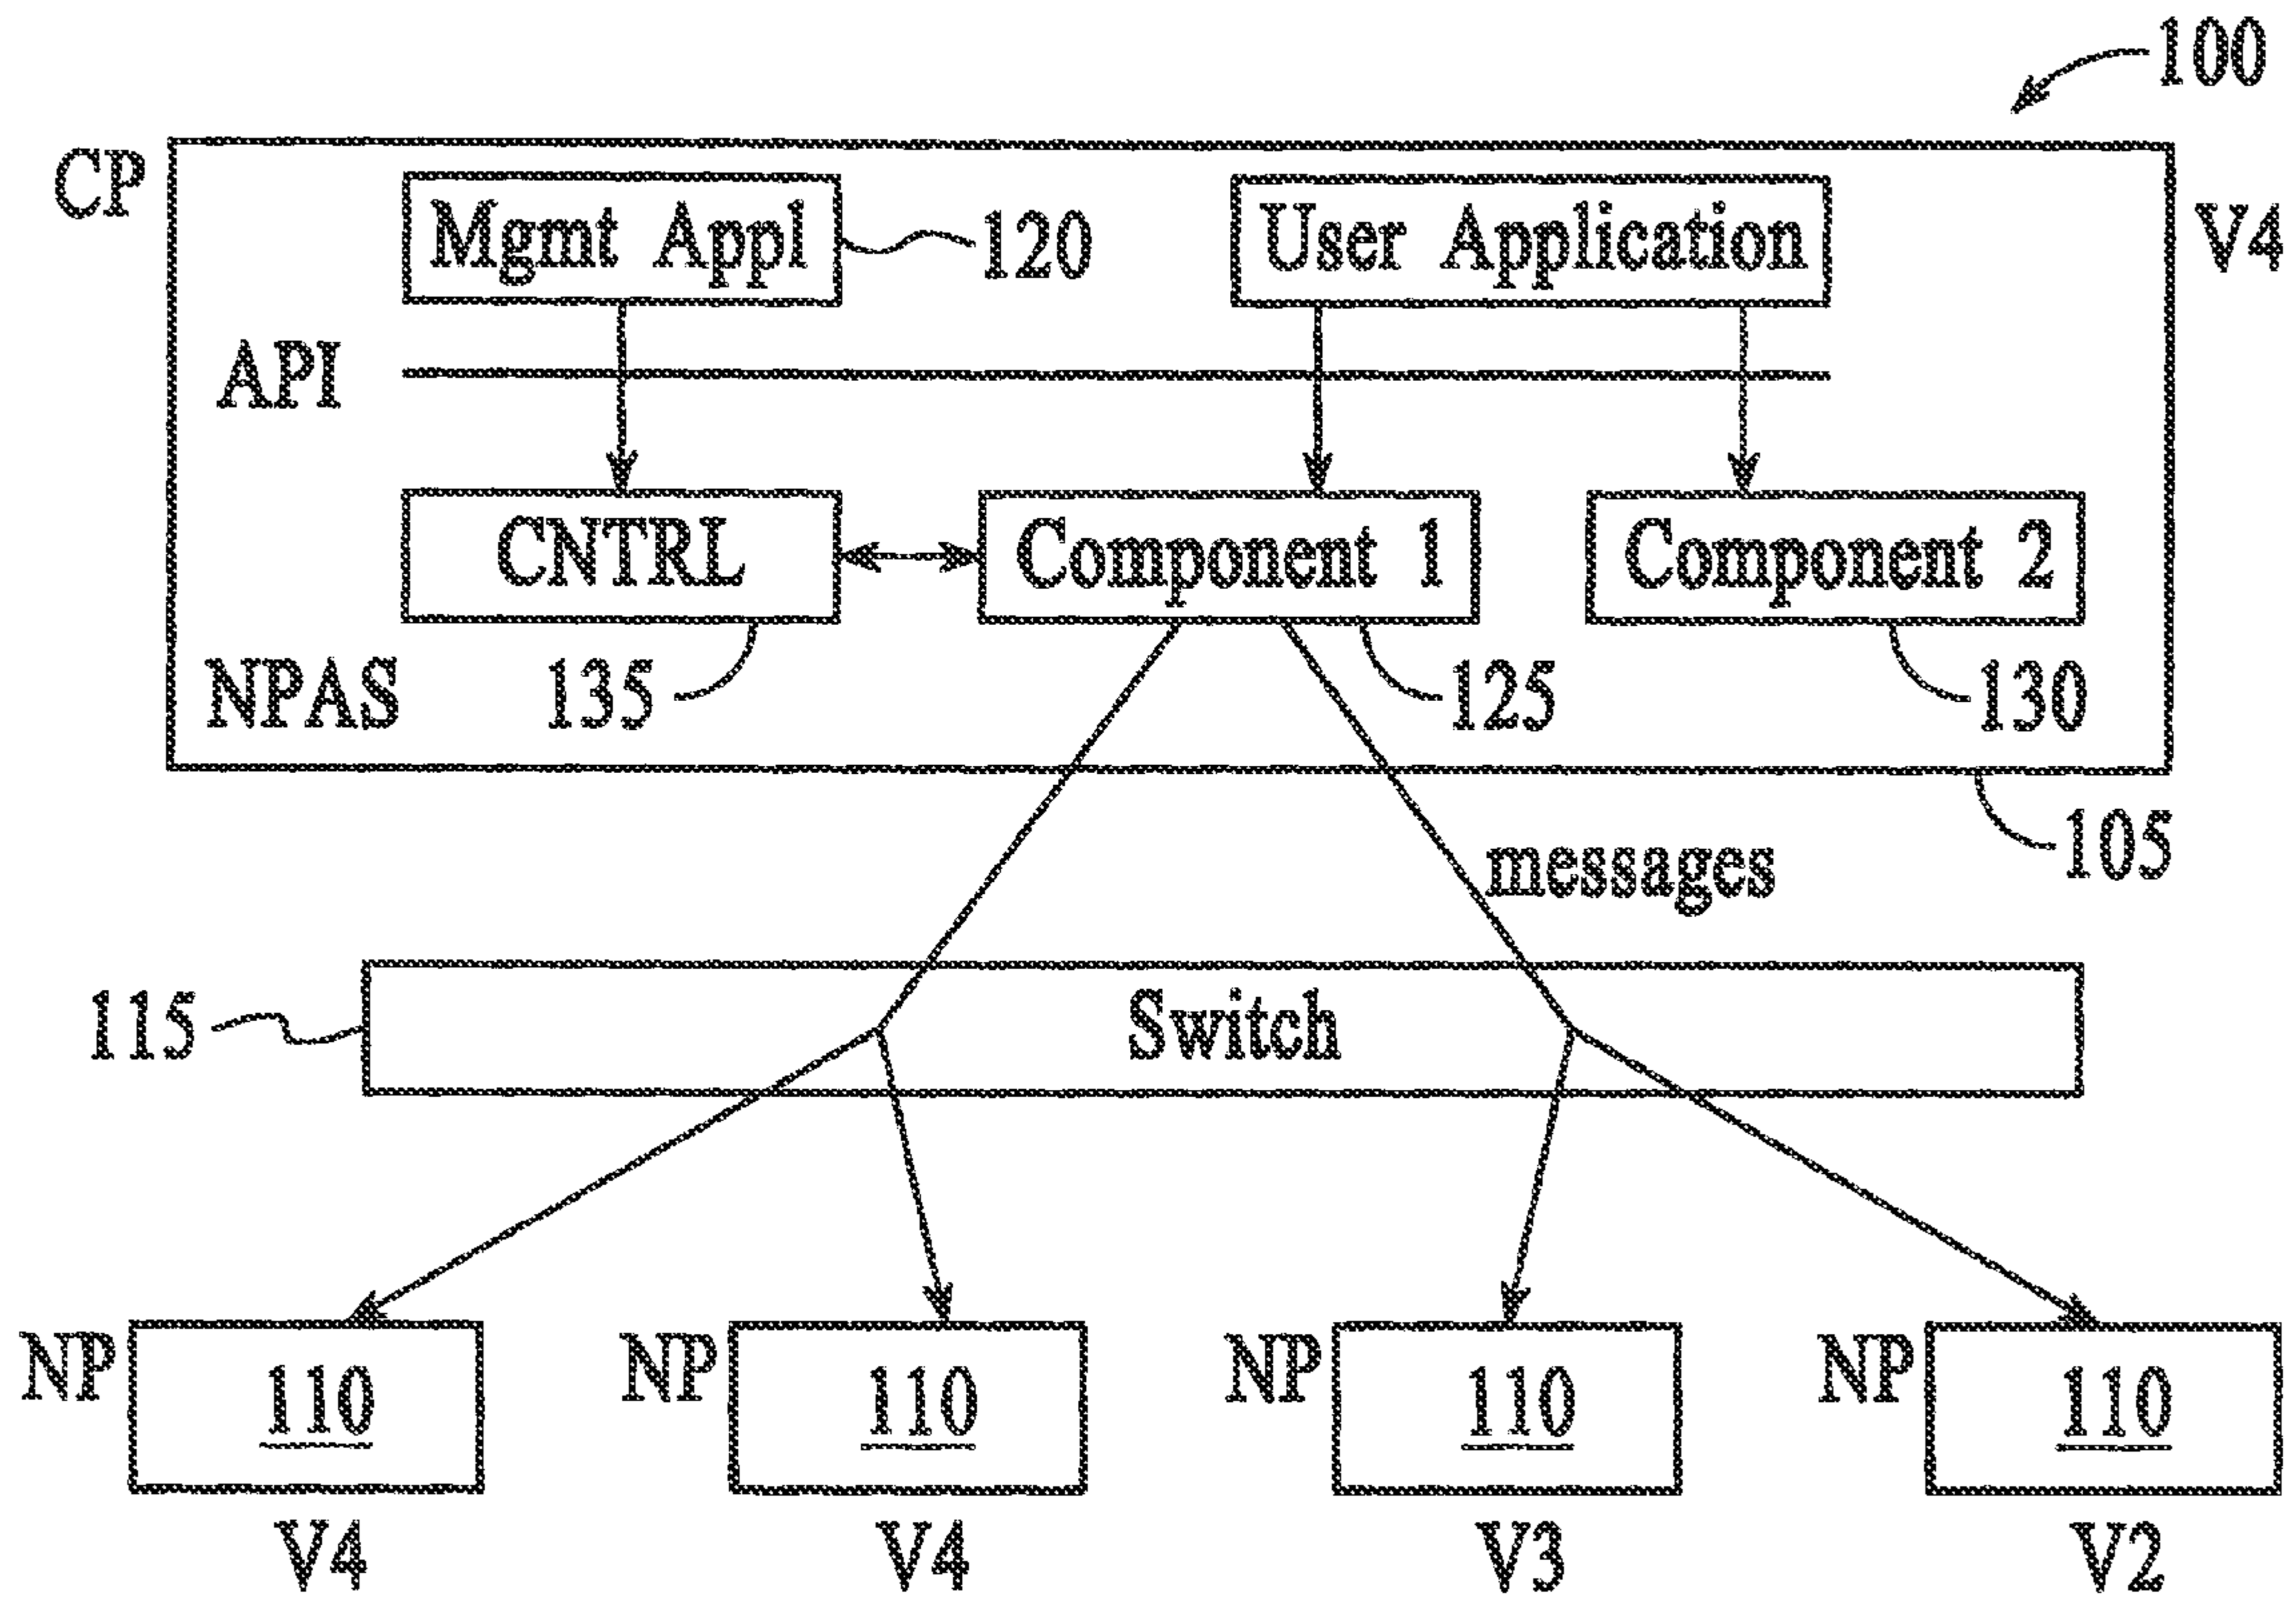 100
CP
Mgmt Appl
120
User Application
V4
API
CNTRL
Component 1
Component 2
NPAS
135
125
130
105
messages
115
Switch
NP
110
NP
110
NP
110
NP
110
V4
V4
V3
V2